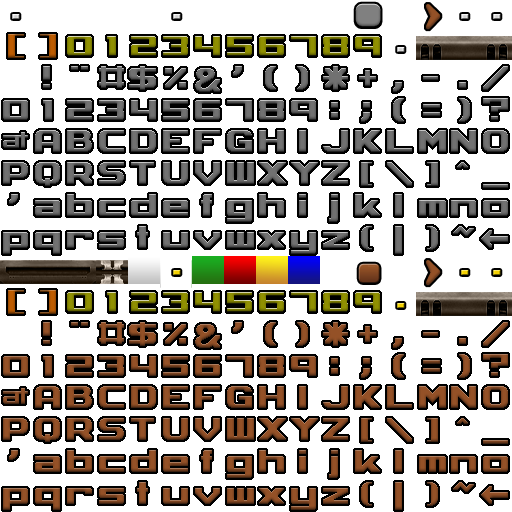 [ ] 0 1 2 3 4 5 6 7 8 9 .
! " # $ % & ' ( ) * + , - . /
0 1 2 3 4 5 6 7 8 9 : ; ( = ) ?
at A B C D E F G H I J K L M N O
P Q R S T U V W X Y Z [ \ ] ^ _
' a b c d e f g h i j k l m n o
p q r s t u v w x y z ( | ) ~ ←
[ ] 0 1 2 3 4 5 6 7 8 9 .
! " # $ % & ' ( ) * + , - . /
0 1 2 3 4 5 6 7 8 9 : ; ( = ) ?
at A B C D E F G H I J K L M N O
P Q R S T U V W X Y Z [ \ ] ^ _
' a b c d e f g h i j k l m n o
p q r s t u v w x y z ( | ) ~ ←